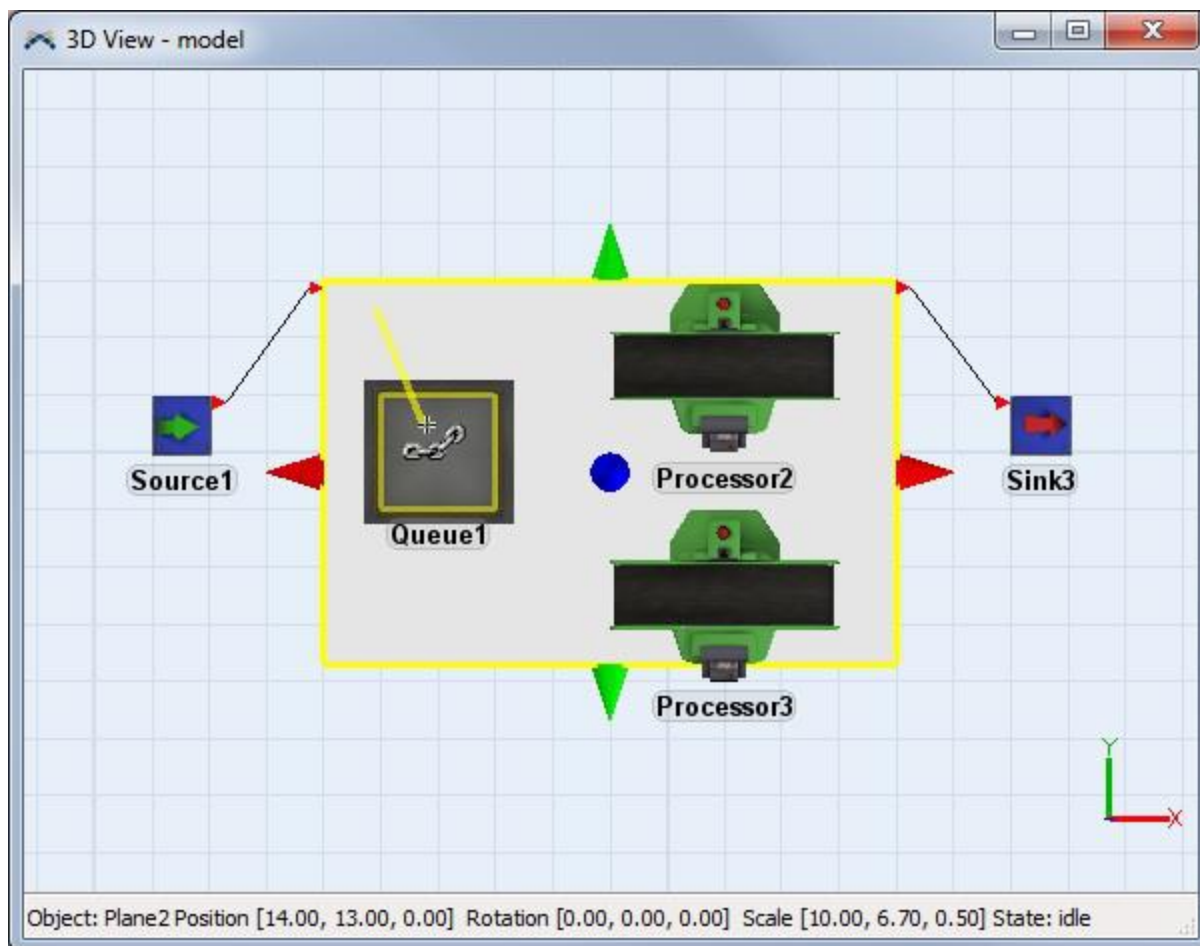 3D View - model
Source1
Queue1
Processor2
Sink3
Processor3
Y
X
Object: Plane2 Position [14.00, 13.00, 0.00] Rotation [0.00, 0.00, 0.00] Scale [10.00, 6.70, 0.50] State: idle